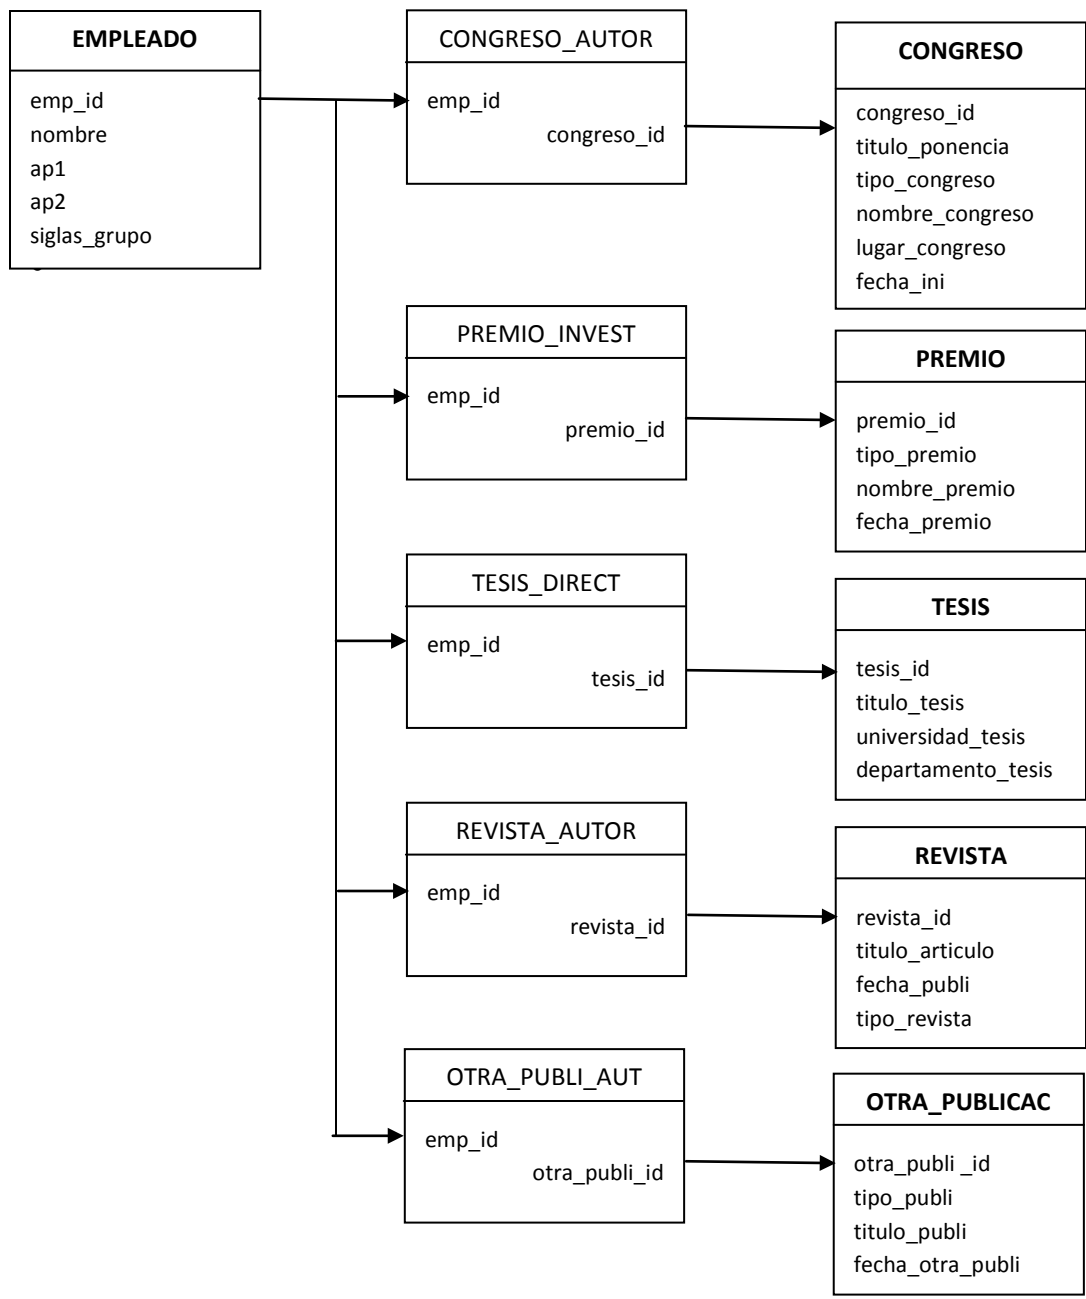 EMPLEADO
emp_id
nombre
ap1
ap2
siglas_grupo
CONGRESO_AUTOR
emp_id
congreso_id
CONGRESO
congreso_id
titulo_ponencia
tipo_congreso
nombre_congreso
lugar_congreso
fecha_ini
PREMIO_INVEST
emp_id
premio_id
PREMIO
premio_id
tipo_premio
nombre_premio
fecha_premio
TESIS_DIRECT
emp_id
tesis_id
TESIS
tesis_id
titulo_tesis
universidad_tesis
departamento_tesis
REVISTA_AUTOR
emp_id
revista_id
REVISTA
revista_id
titulo_articulo
fecha_publi
tipo_revista
OTRA_PUBLI_AUT
emp_id
otra_publi_id
OTRA_PUBLICAC
otra_publi _id
tipo_publi
titulo_publi
fecha_otra_publi